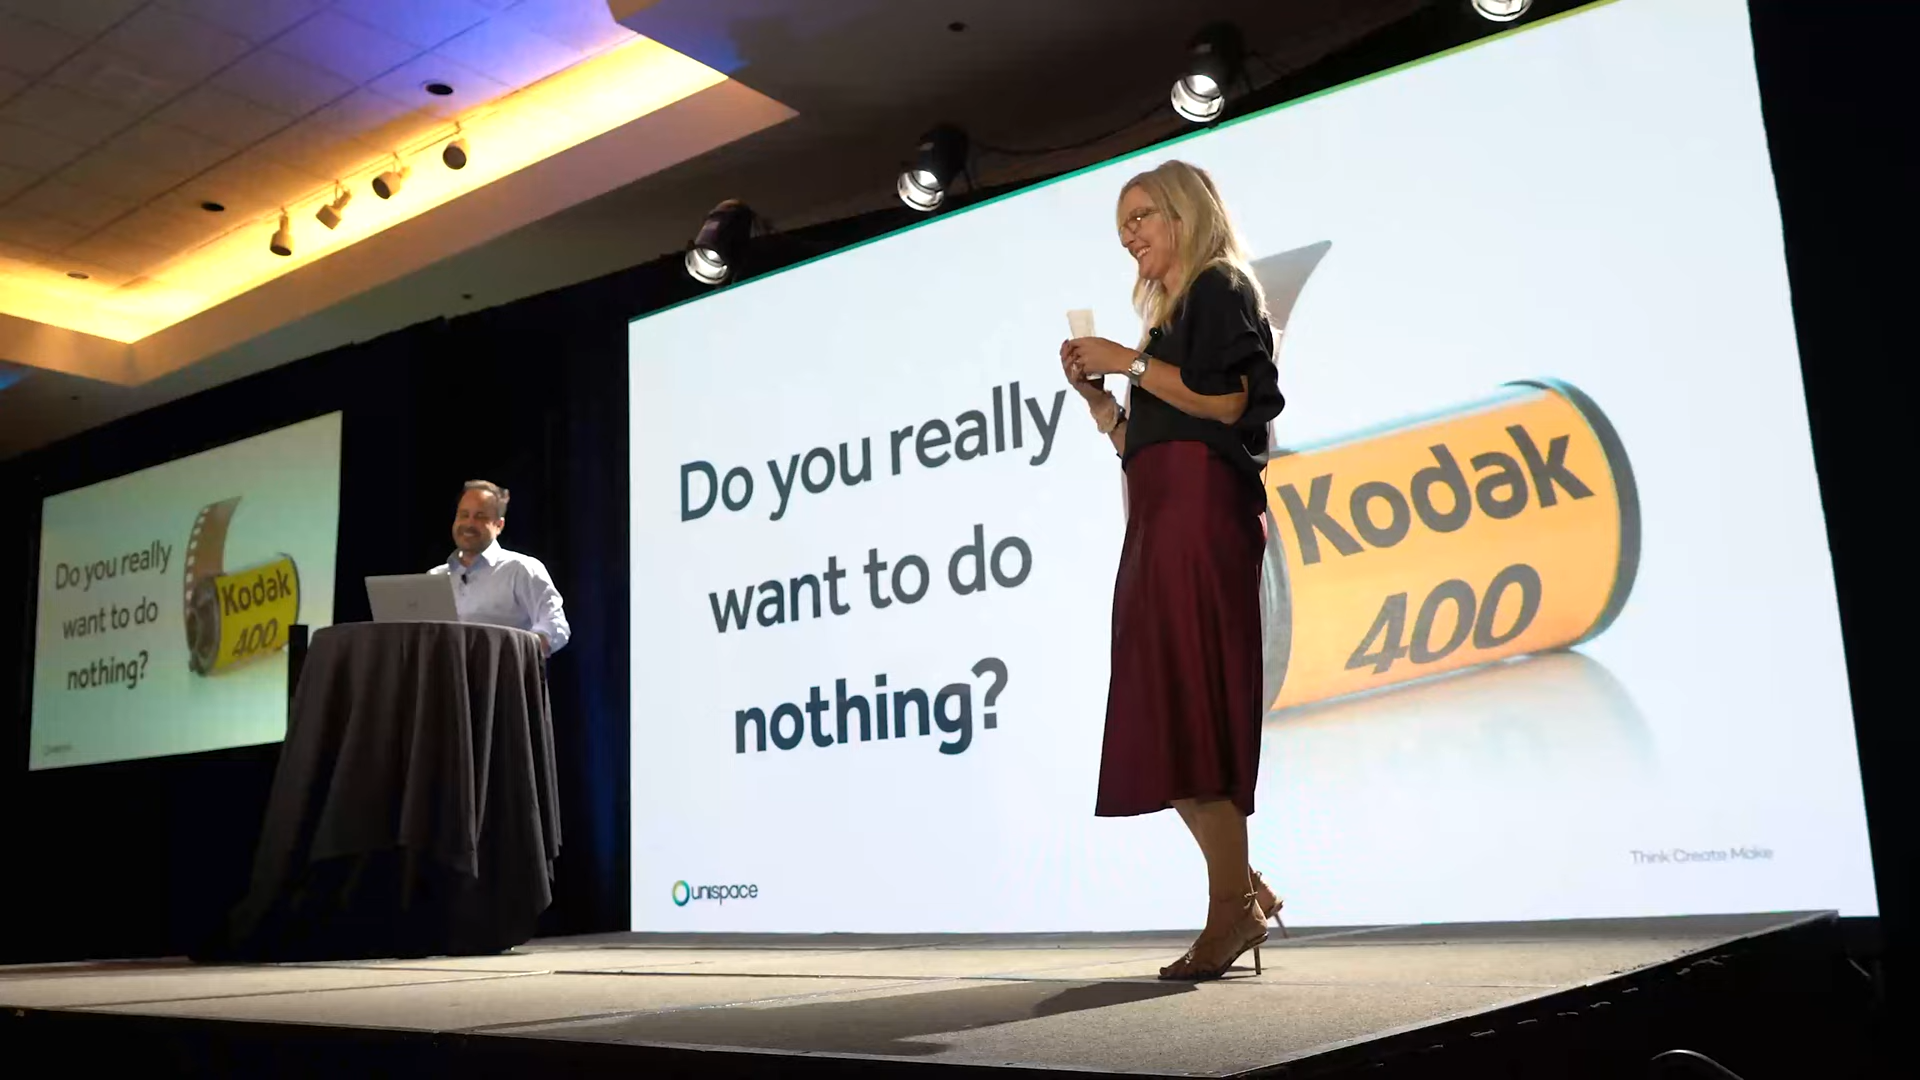 Do you really
want to do
nothing?
Kodak
400
Do you really
want to do
nothing?
Kodak
400
unispace
Think Create Make